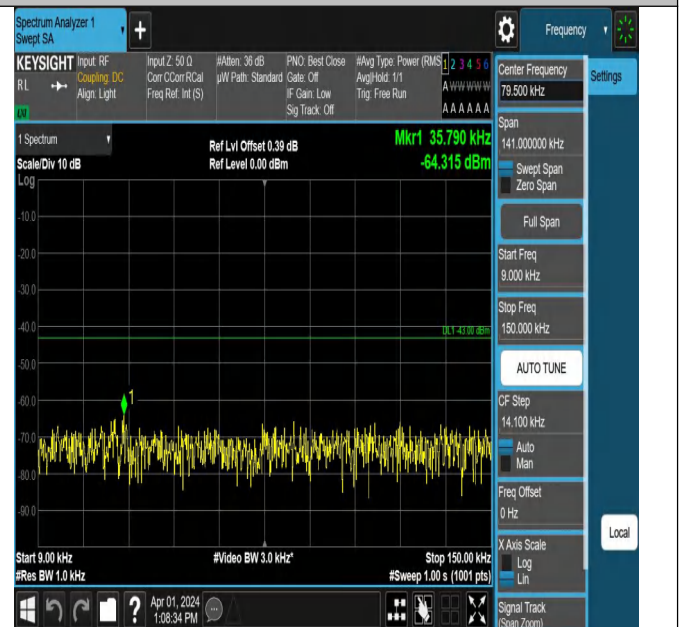 Spectrum Analyzer 1
Swept SA
+
Frequency
KEYSIGHT
RL
Input: RF
Coupling: DC
Align: Light
Input Z: 50 Ω
Corr CCorr RCal
Freq Ref: Int (S)
#Atten: 36 dB
µW Path: Standard
PNO: Best Close
Gate: Off
IF Gain: Low
Sig Track: Off
#Avg Type: Power (RMS
Avg|Hold: 1/1
Trig: Free Run
1 2 3 4 5 6
A WW WW W
A A A A A A
1 Spectrum
Scale/Div 10 dB
Log
Ref Lvl Offset 0.39 dB
Ref Level 0.00 dBm
Mkr1 35.790 kHz
-64.315 dBm
-10.0
-20.0
-30.0
-40.0
DL1 -43.00 dBm
-50.0
-60.0
1
-70.0
-80.0
-90.0
Start 9.00 kHz
#Res BW 1.0 kHz
#Video BW 3.0 kHz*
Stop 150.00 kHz
#Sweep 1.00 s (1001 pts)
?
Apr 01, 2024
1:08:34 PM
Center Frequency
79.500 kHz
Settings
Span
141.000000 kHz
Swept Span
Zero Span
Full Span
Start Freq
9.000 kHz
Stop Freq
150.000 kHz
AUTO TUNE
CF Step
14.100 kHz
Auto
Man
Freq Offset
0 Hz
X Axis Scale
Log
Lin
Local
Signal Track
(Span Zoom)